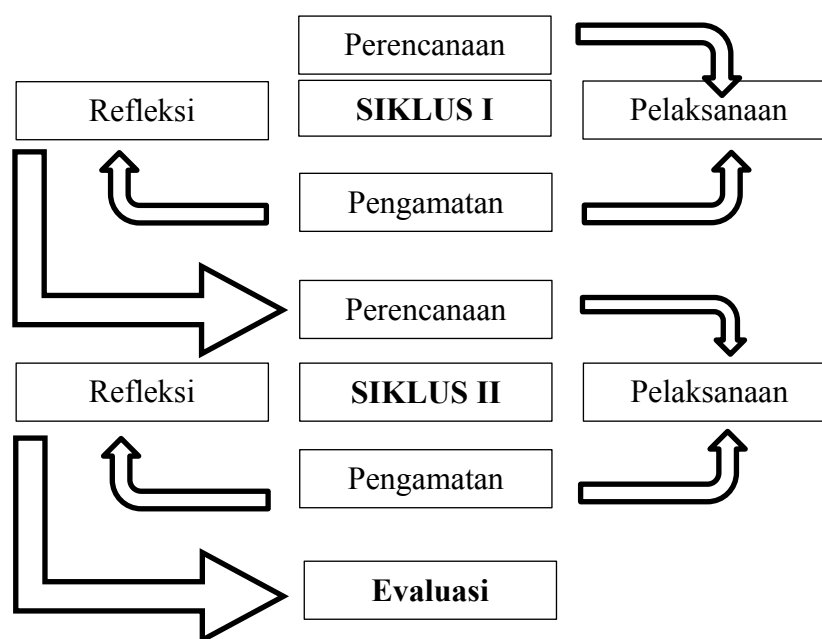 Perencanaan
Refleksi
SIKLUS I
Pelaksanaan
Pengamatan
Perencanaan
Refleksi
SIKLUS II
Pelaksanaan
Pengamatan
Evaluasi